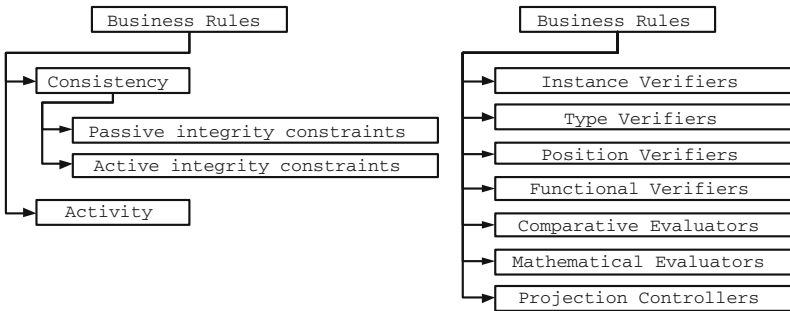 Business Rules
Consistency
Passive integrity constraints
Active integrity constraints
Activity
Business Rules
Instance Verifiers
Type Verifiers
Position Verifiers
Functional Verifiers
Comparative Evaluators
Mathematical Evaluators
Projection Controllers